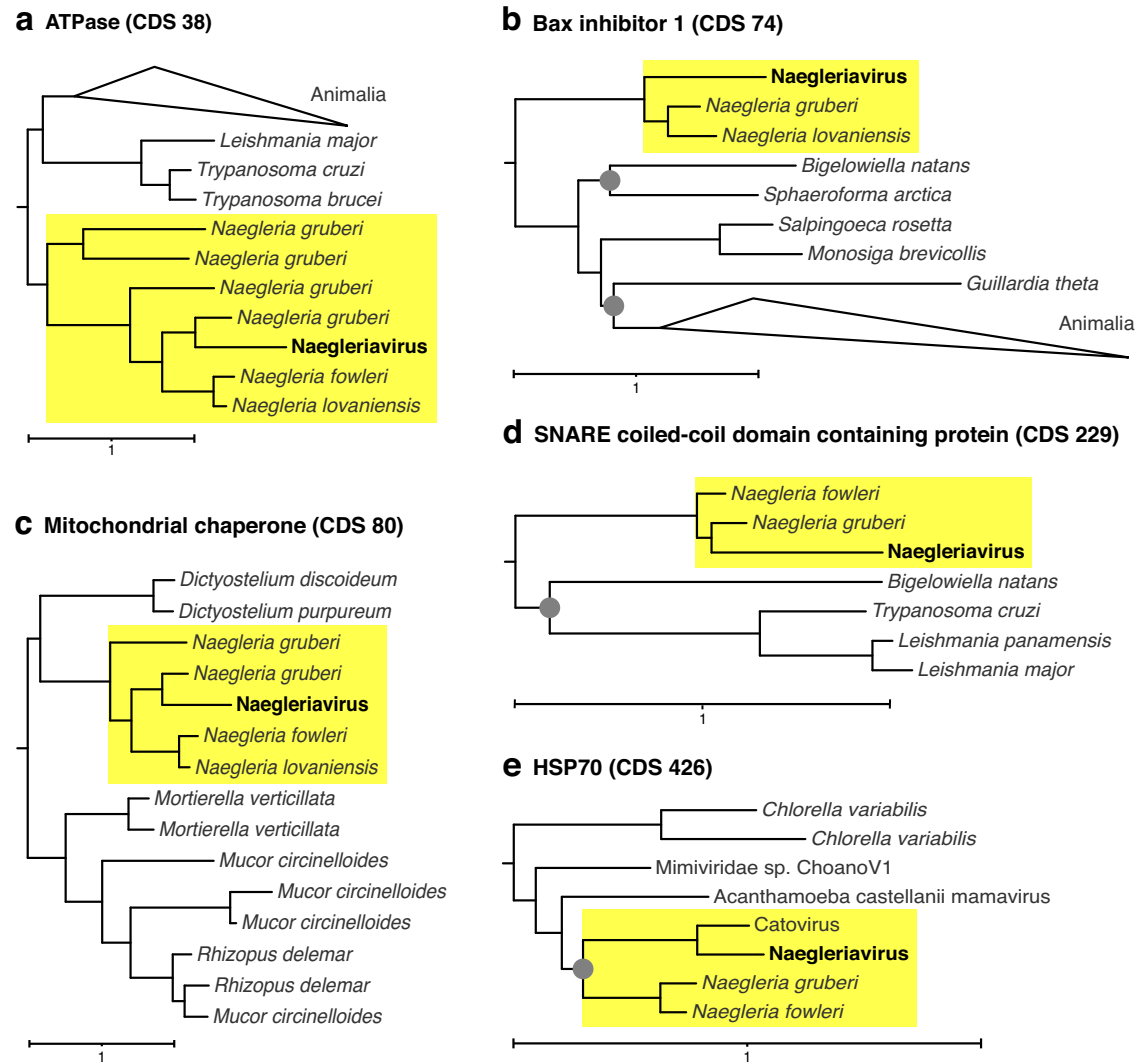 a ATPase (CDS 38)
Animalia
Leishmania major
Trypanosoma cruzi
Trypanosoma brucei
Naegleria gruberi
Naegleria gruberi
Naegleria gruberi
Naegleria gruberi
Naegleriavirus
Naegleria fowleri
Naegleria lovaniensis
1
b Bax inhibitor 1 (CDS 74)
Naegleriavirus
Naegleria gruberi
Naegleria lovaniensis
Bigelowiella natans
Sphaeroforma arctica
Salpingoeca rosetta
Monosiga brevicollis
Guillardia theta
Animalia
1
c Mitochondrial chaperone (CDS 80)
Dictyostelium discoideum
Dictyostelium purpureum
Naegleria gruberi
Naegleria gruberi
Naegleriavirus
Naegleria fowleri
Naegleria lovaniensis
Mortierella verticillata
Mortierella verticillata
Mucor circinelloides
Mucor circinelloides
Mucor circinelloides
Rhizopus delemar
Rhizopus delemar
Mucor circinelloides
1
d SNARE coiled-coil domain containing protein (CDS 229)
Naegleria fowleri
Naegleria gruberi
Naegleriavirus
Bigelowiella natans
Trypanosoma cruzi
Leishmania panamensis
Leishmania major
1
e HSP70 (CDS 426)
Chlorella variabilis
Chlorella variabilis
Mimiviridae sp. ChoanoV1
Acanthamoeba castellanii mamavirus
Catovirus
Naegleriavirus
Naegleria gruberi
Naegleria fowleri
1